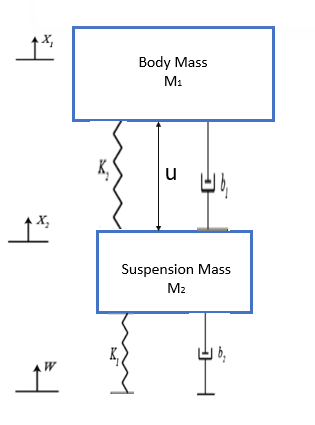 X₁
Body Mass
M₁
K₂
u
b₁
X₂
Suspension Mass
M₂
K₁
b₂
W